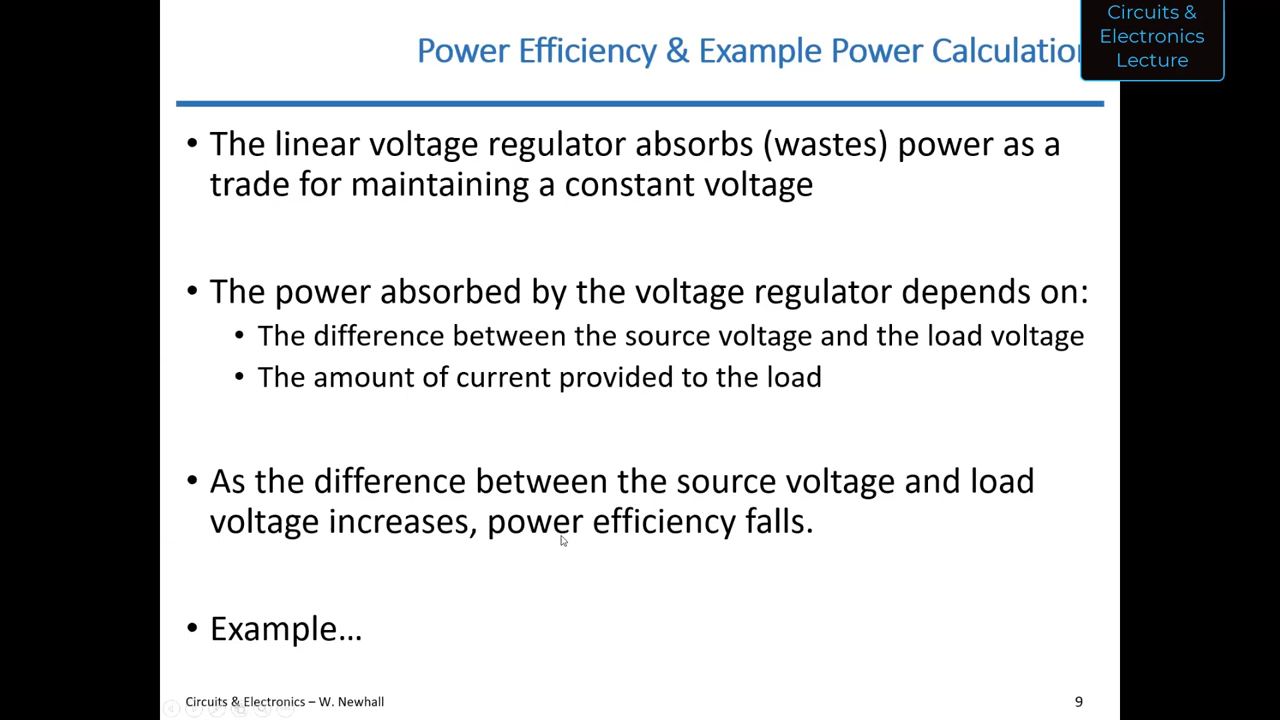 Circuits &
Electronics
Lecture
Power Efficiency & Example Power Calculation
• The linear voltage regulator absorbs (wastes) power as a
trade for maintaining a constant voltage
• The power absorbed by the voltage regulator depends on:
• The difference between the source voltage and the load voltage
• The amount of current provided to the load
• As the difference between the source voltage and load
voltage increases, power efficiency falls.
• Example...
Circuits & Electronics – W. Newhall
9